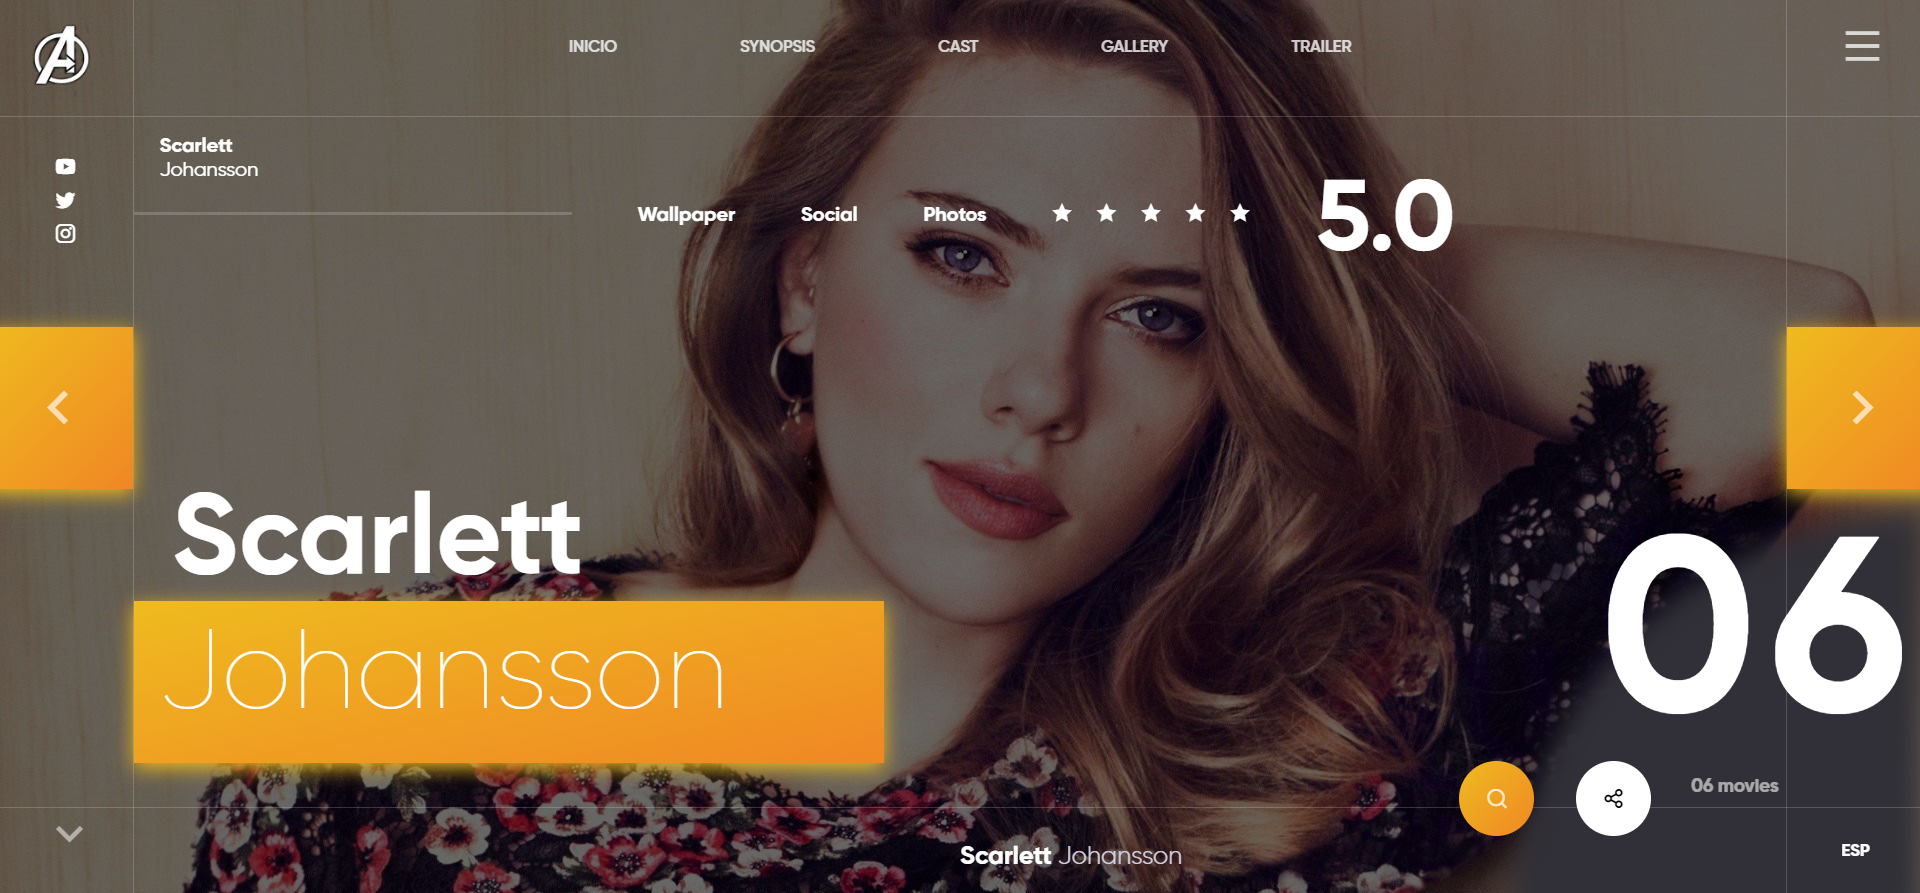 INICIO SYNOPSIS CAST GALLERY TRAILER
Scarlett
Johansson
Wallpaper Social Photos 5.0
Scarlett
Johansson
06
06 movies
Scarlett Johansson
ESP